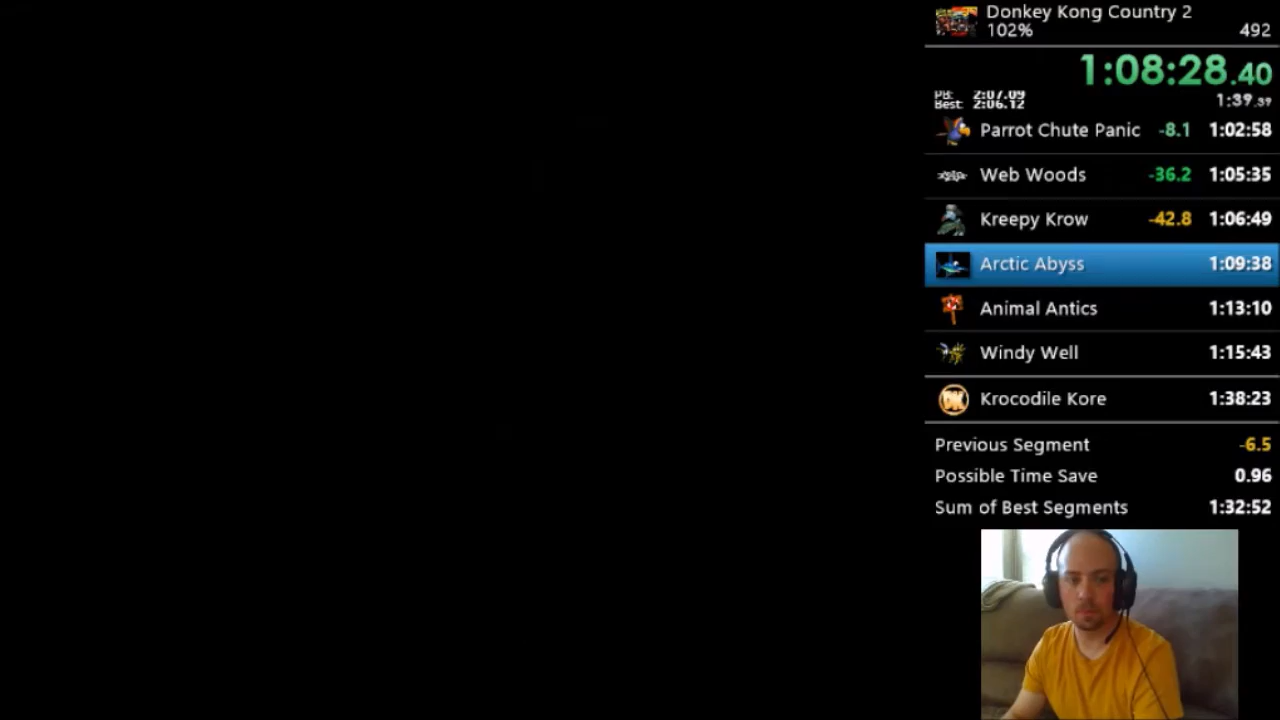 Donkey Kong Country 2
102% 492
1:08:28.40
PB: 2:07.09
Best: 2:06.12 1:39.39
Parrot Chute Panic -8.1 1:02:58
Web Woods -36.2 1:05:35
Kreepy Krow -42.8 1:06:49
Arctic Abyss 1:09:38
Animal Antics 1:13:10
Windy Well 1:15:43
Krocodile Kore 1:38:23
Previous Segment -6.5
Possible Time Save 0.96
Sum of Best Segments 1:32:52